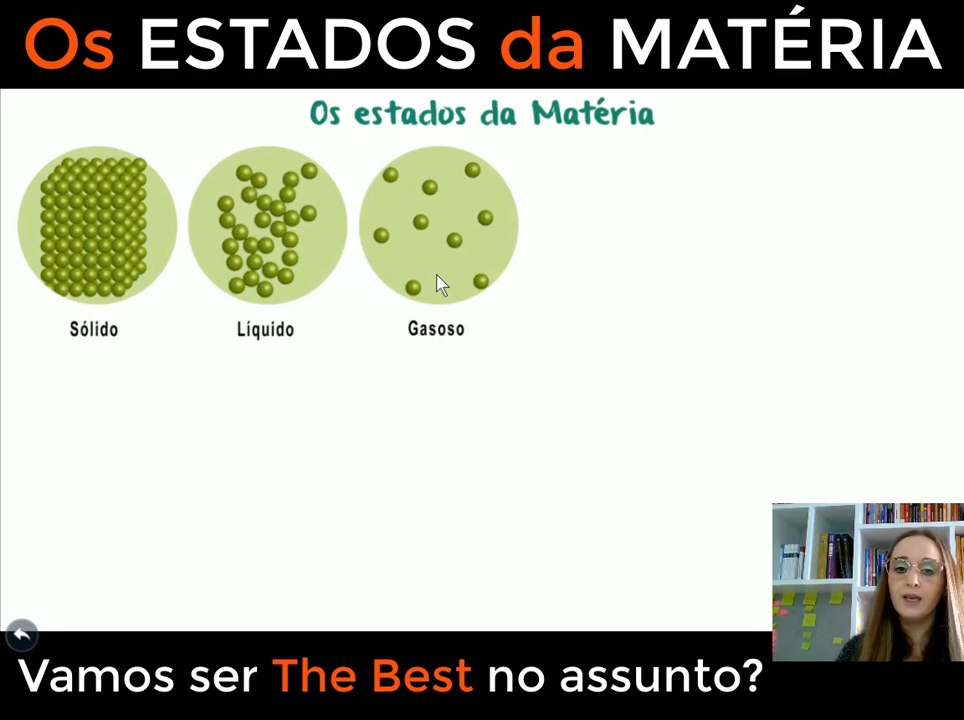 Os ESTADOS da MATÉRIA
Os estados da Matéria
Sólido Líquido Gasoso
Vamos ser The Best no assunto?